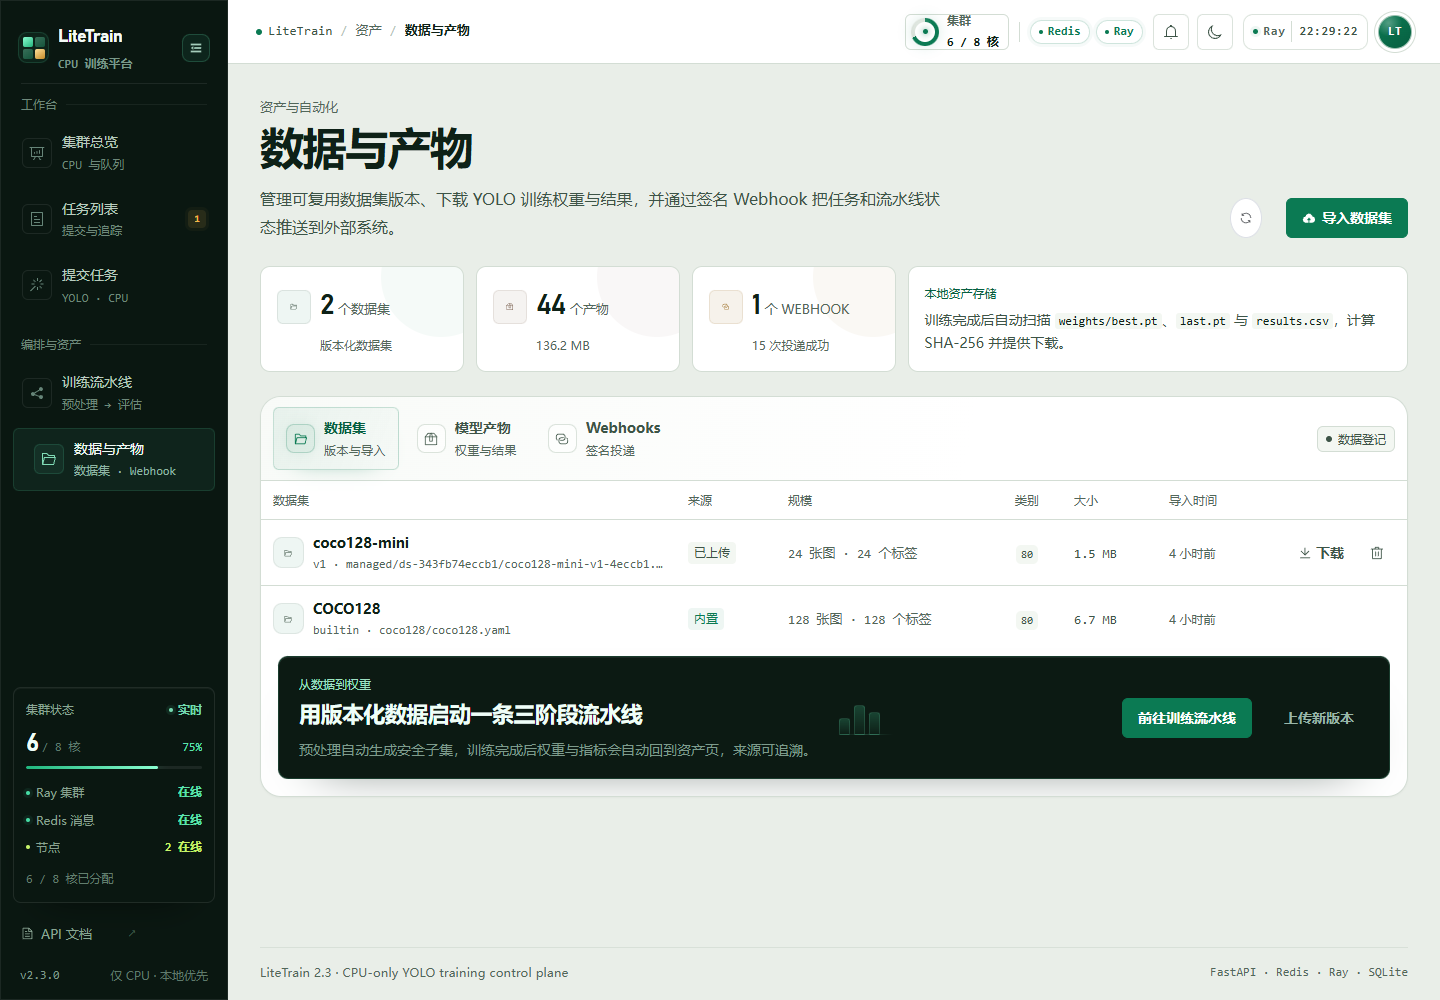 LiteTrain
CPU 训练平台
工作台
集群总览
CPU 与队列
任务列表
提交与追踪
1
提交任务
YOLO · CPU
编排与资产
训练流水线
预处理 → 评估
数据与产物
数据集 · Webhook
集群状态
实时
6 / 8 核
75%
Ray 集群
在线
Redis 消息
在线
节点
2 在线
6 / 8 核已分配
API 文档
↗
v2.3.0
仅 CPU · 本地优先
LiteTrain / 资产 / 数据与产物
集群
6 / 8 核
Redis
Ray
Ray
22:29:22
LT
资产与自动化
数据与产物
管理可复用数据集版本、下载 YOLO 训练权重与结果，并通过签名 Webhook 把任务和流水线状
态推送到外部系统。
导入数据集
2 个数据集
版本化数据集
44 个产物
136.2 MB
1 个 WEBHOOK
15 次投递成功
本地资产存储
训练完成后自动扫描 weights/best.pt、last.pt 与 results.csv，计算
SHA-256 并提供下载。
数据集
版本与导入
模型产物
权重与结果
Webhooks
签名投递
数据登记
数据集 来源 规模 类别 大小 导入时间
coco128-mini
v1 · managed/ds-343fb74eccb1/coco128-mini-v1-4eccb1.…
已上传
24 张图 · 24 个标签
80
1.5 MB
4 小时前
下载
COCO128
builtin · coco128/coco128.yaml
内置
128 张图 · 128 个标签
80
6.7 MB
4 小时前
从数据到权重
用版本化数据启动一条三阶段流水线
预处理自动生成安全子集，训练完成后权重与指标会自动回到资产页，来源可追溯。
前往训练流水线
上传新版本
LiteTrain 2.3 · CPU-only YOLO training control plane
FastAPI · Redis · Ray · SQLite